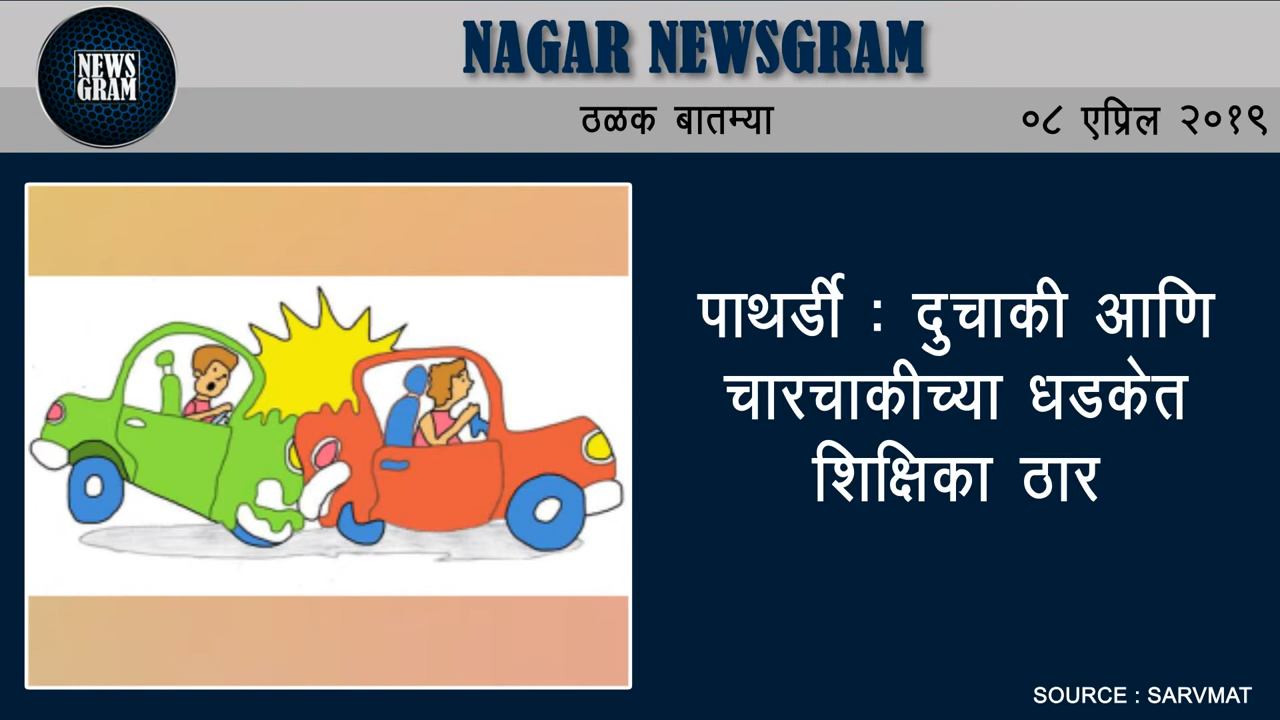 NEWS
GRAM
NAGAR NEWSGRAM
ठळक बातम्या
०८ एप्रिल २०१९
पाथर्डी : दुचाकी आणि
चारचाकीच्या धडकेत
शिक्षिका ठार
SOURCE : SARVMAT